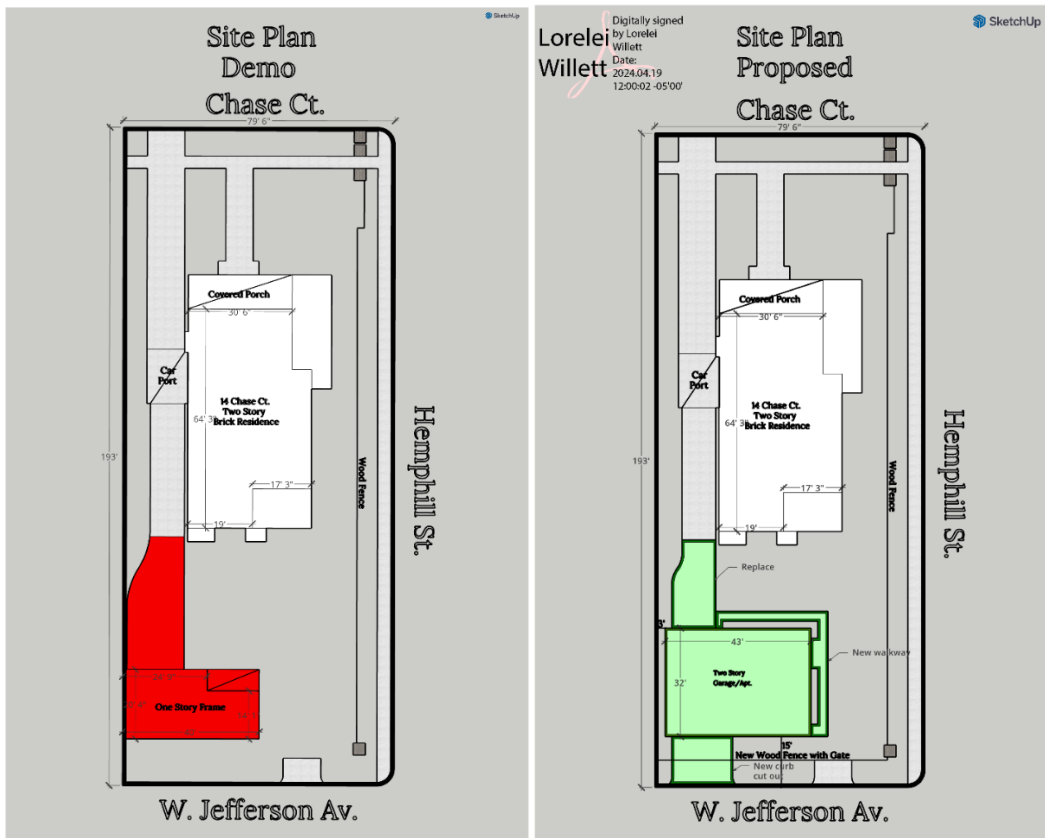 SketchUp
Site Plan
Demo
Chase Ct.
79' 6"
Covered Porch
30' 6"
Car
Port
14 Chase Ct.
Two Story
Brick Residence
64' 3"
193'
Wood Fence
Hemphill St.
17' 3"
19'
One Story Frame
W. Jefferson Av.
Lorelei
Willett
Digitally signed
by Lorelei
Willett
Date:
2024.04.19
12:00:02 -05'00'
SketchUp
Site Plan
Proposed
Chase Ct.
79' 6"
Covered Porch
30' 6"
Car
Port
14 Chase Ct.
Two Story
Brick Residence
64' 3"
193'
Wood Fence
Hemphill St.
17' 3"
19'
Replace
3'
43'
New walkway
32'
Two Story
Garage/Apt.
15'
New Wood Fence with Gate
New curb
cut out
W. Jefferson Av.